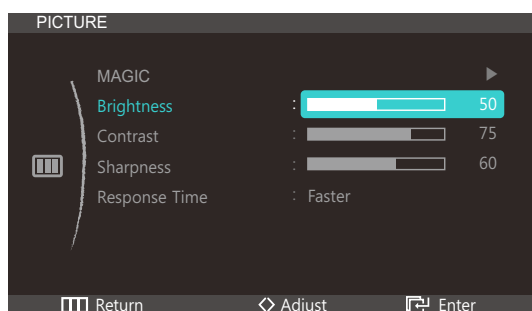 PICTURE
MAGIC
Brightness : 50
Contrast : 75
Sharpness : 60
Response Time : Faster
Return Adjust Enter